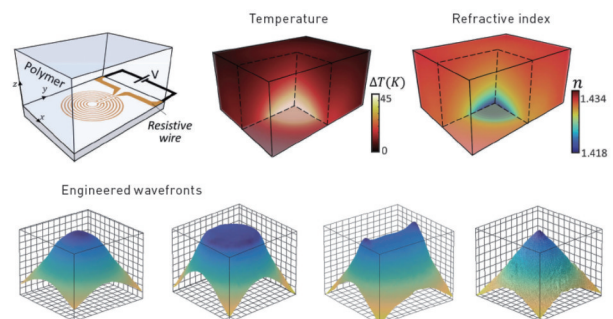 Temperature
Refractive index
Polymer
V
z
y
x
Resistive
wire
ΔT(K)
45
0
n
1.434
1.418
Engineered wavefronts